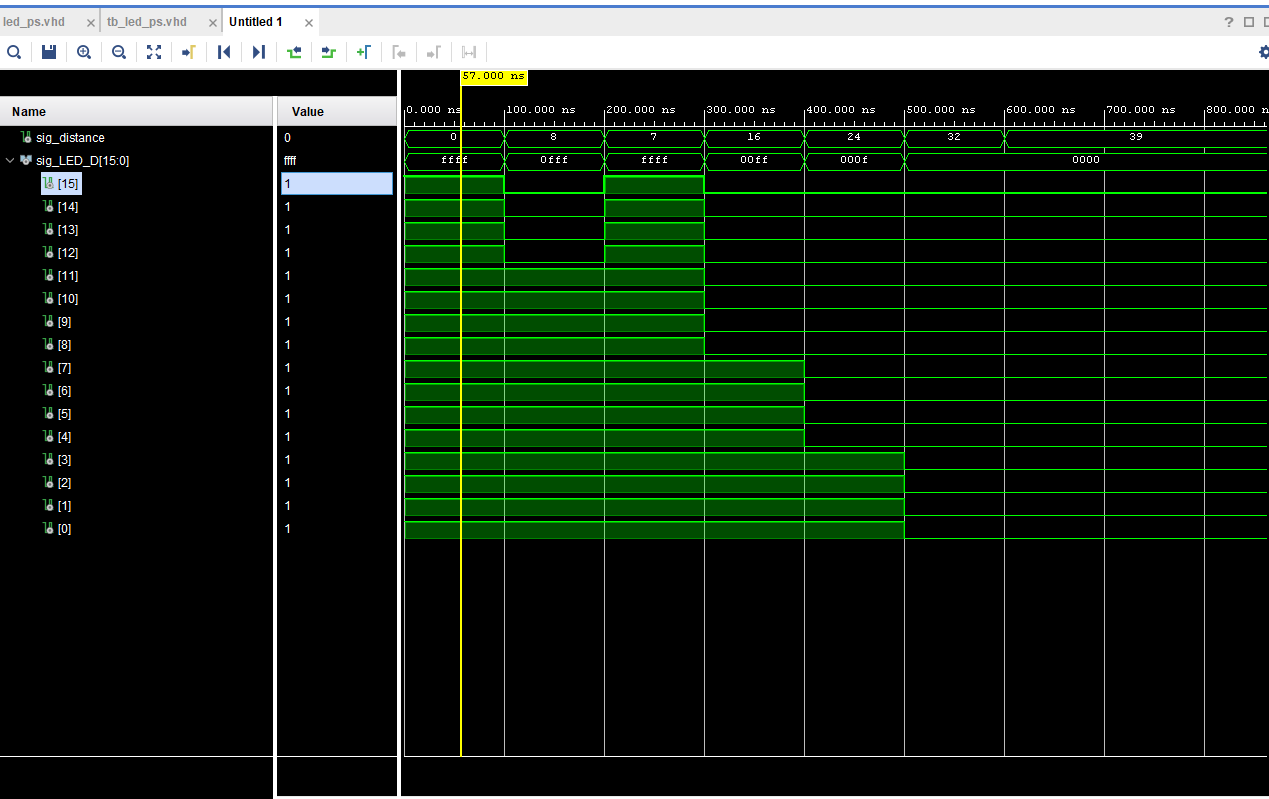 led_ps.vhd × tb_led_ps.vhd × Untitled 1 ×
?
57.000 ns
Name Value
0.000 ns 100.000 ns 200.000 ns 300.000 ns 400.000 ns 500.000 ns 600.000 ns 700.000 ns 800.000 n
sig_distance 0 0 8 7 16 24 32 39
sig_LED_D[15:0] ffff ffff 0fff ffff 00ff 000f 0000
[15] 1
[14] 1
[13] 1
[12] 1
[11] 1
[10] 1
[9] 1
[8] 1
[7] 1
[6] 1
[5] 1
[4] 1
[3] 1
[2] 1
[1] 1
[0] 1